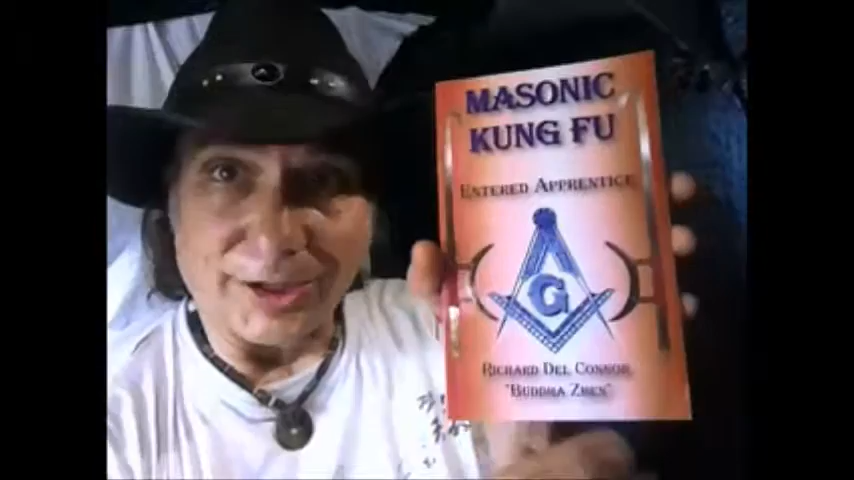 MASONIC
KUNG FU
ENTERED APPRENTICE
G
RICHARD DEL CONNOR
"BUDDHA ZHEN"